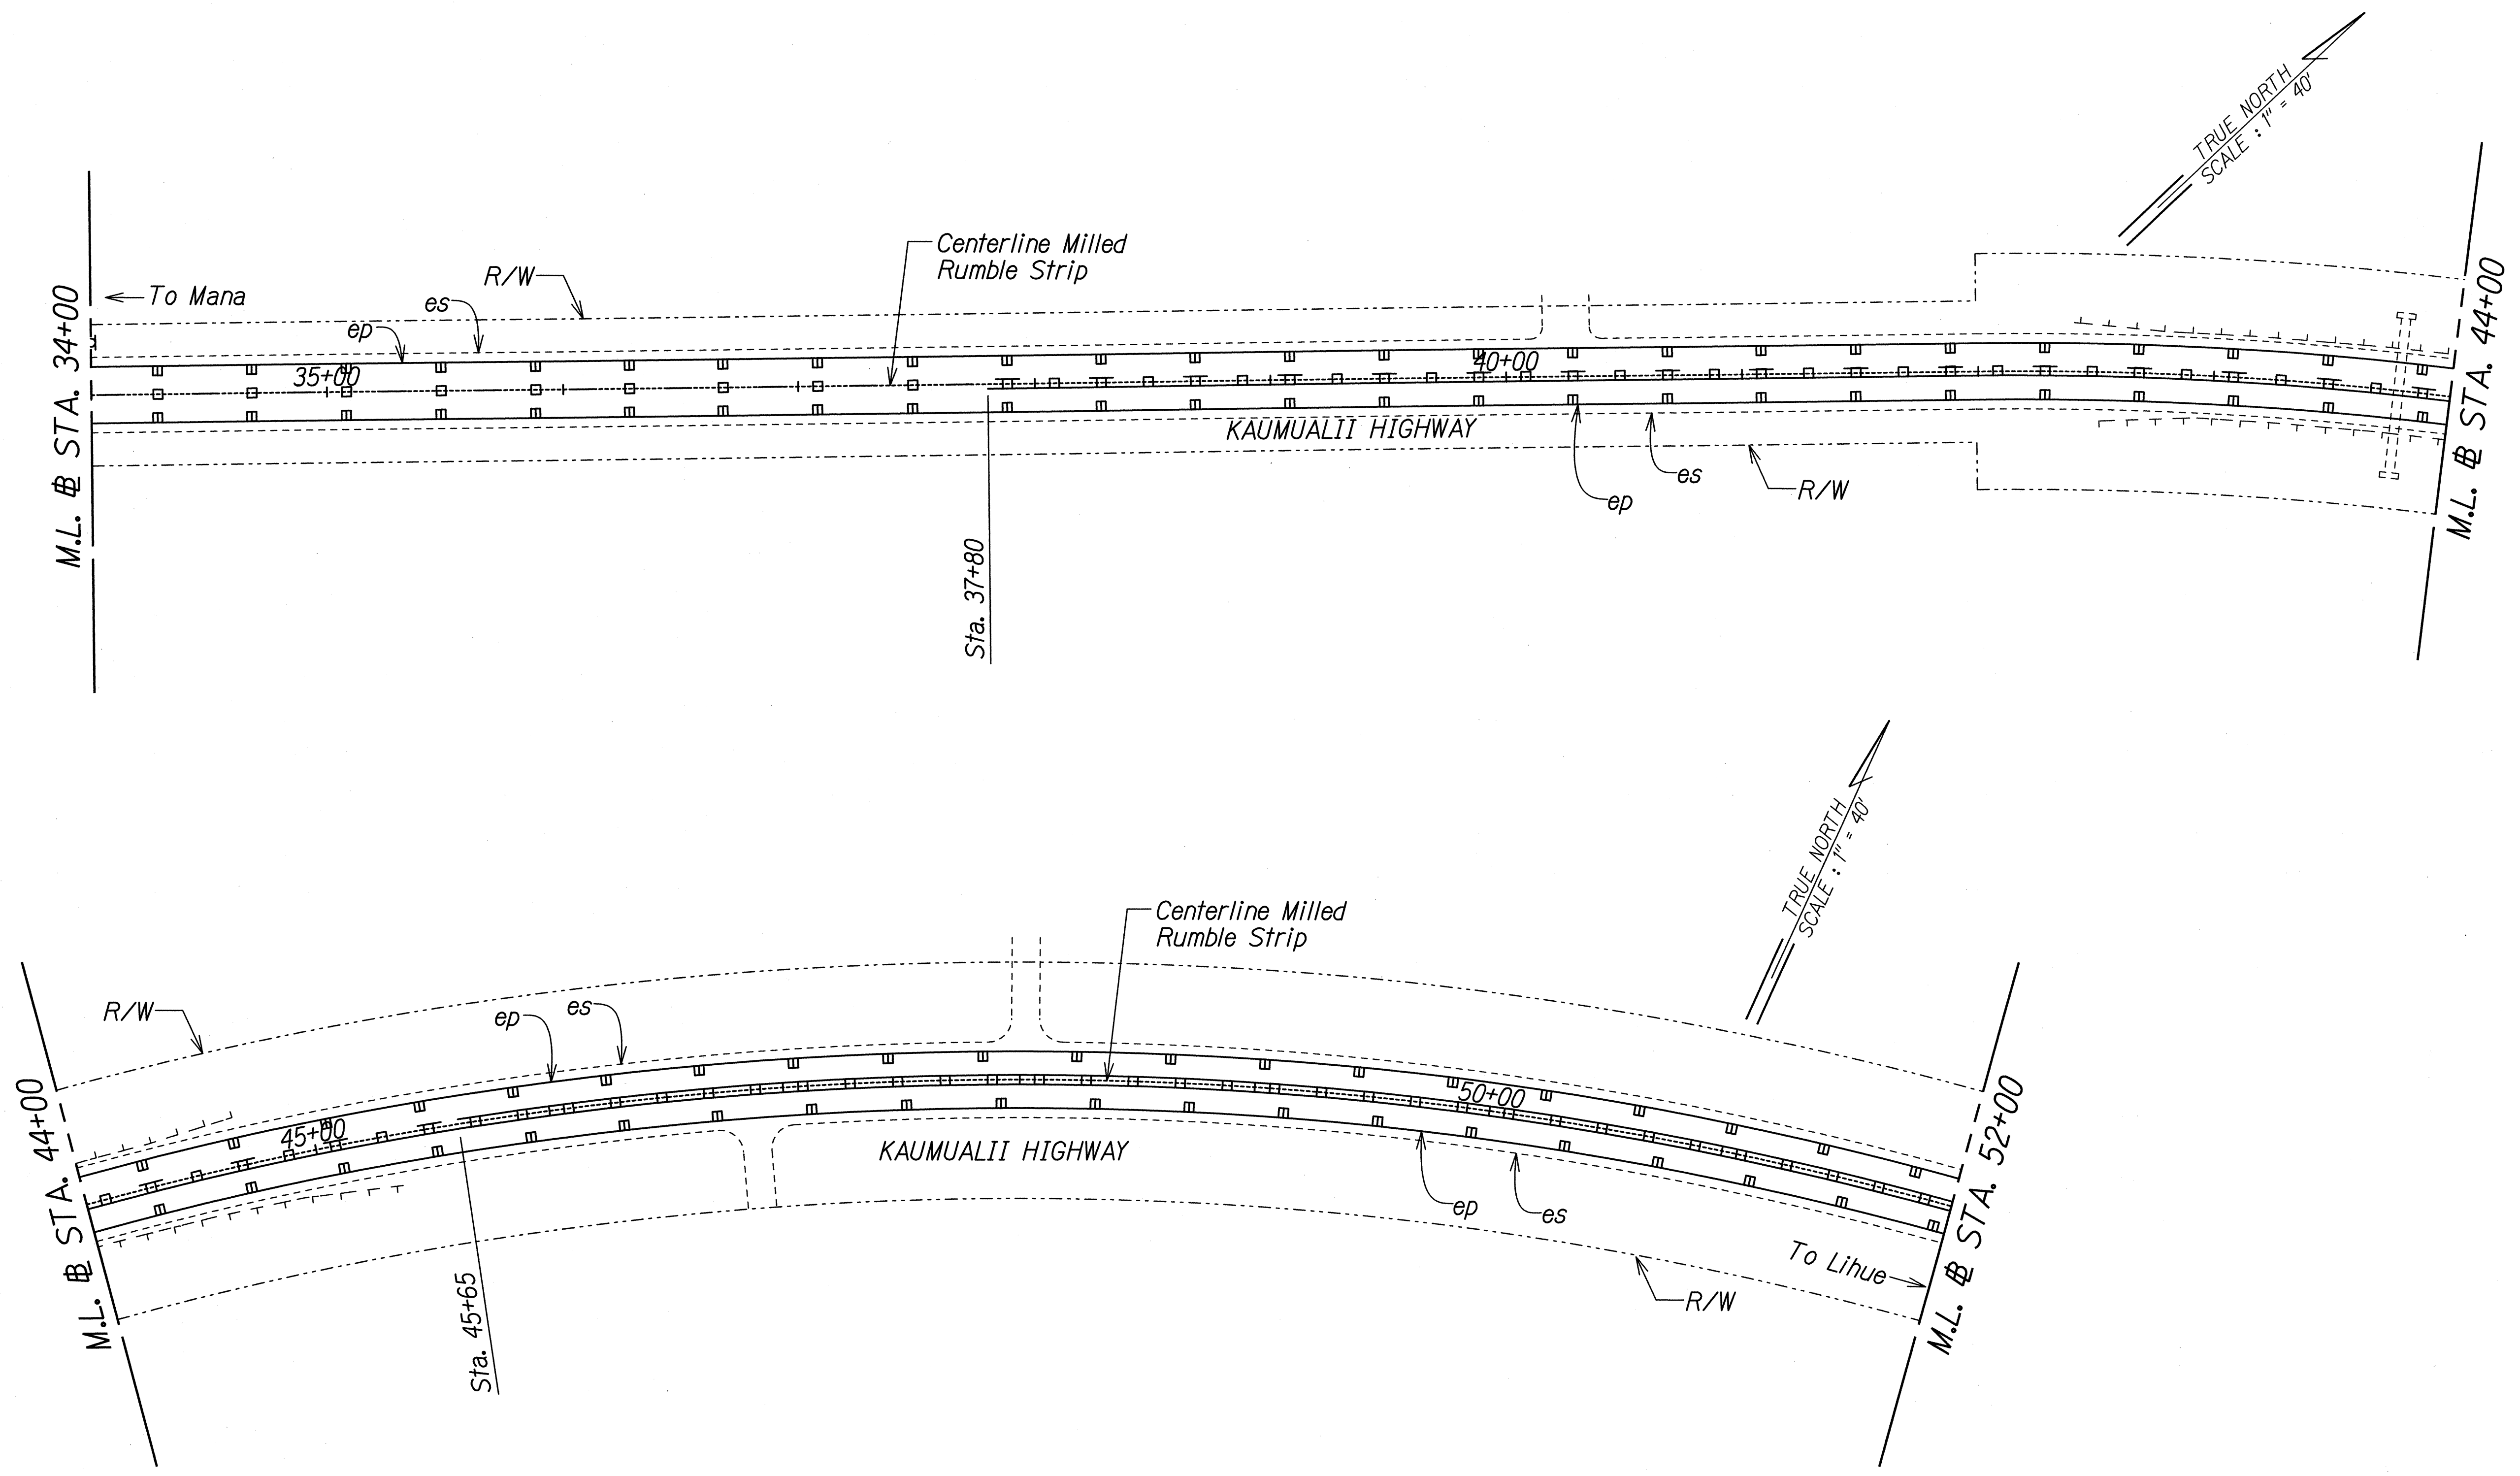 TRUE NORTH
SCALE : 1" = 40'
M.L. B STA. 34+00
To Mana
ep
es
R/W
Centerline Milled
Rumble Strip
35+00
40+00
KAUMUALII HIGHWAY
Sta. 37+80
ep
es
R/W
M.L. B STA. 44+00
TRUE NORTH
SCALE : 1" = 40'
M.L. B STA. 44+00
R/W
ep
es
Centerline Milled
Rumble Strip
45+00
50+00
KAUMUALII HIGHWAY
Sta. 45+65
ep
es
To Lihue
R/W
M.L. B STA. 52+00